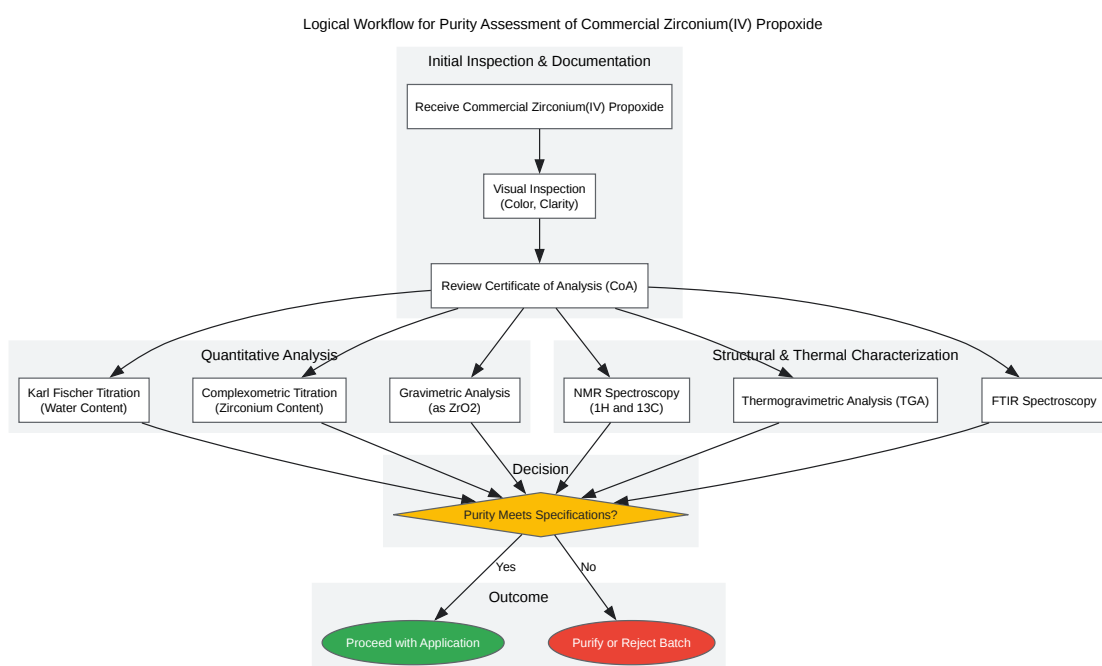 Logical Workflow for Purity Assessment of Commercial Zirconium(IV) Propoxide
Initial Inspection & Documentation
Receive Commercial Zirconium(IV) Propoxide
Visual Inspection
(Color, Clarity)
Review Certificate of Analysis (CoA)
Quantitative Analysis
Structural & Thermal Characterization
Karl Fischer Titration
(Water Content)
Complexometric Titration
(Zirconium Content)
Gravimetric Analysis
(as ZrO2)
NMR Spectroscopy
(1H and 13C)
Thermogravimetric Analysis (TGA)
FTIR Spectroscopy
Decision
Purity Meets Specifications?
Yes
No
Outcome
Proceed with Application
Purify or Reject Batch